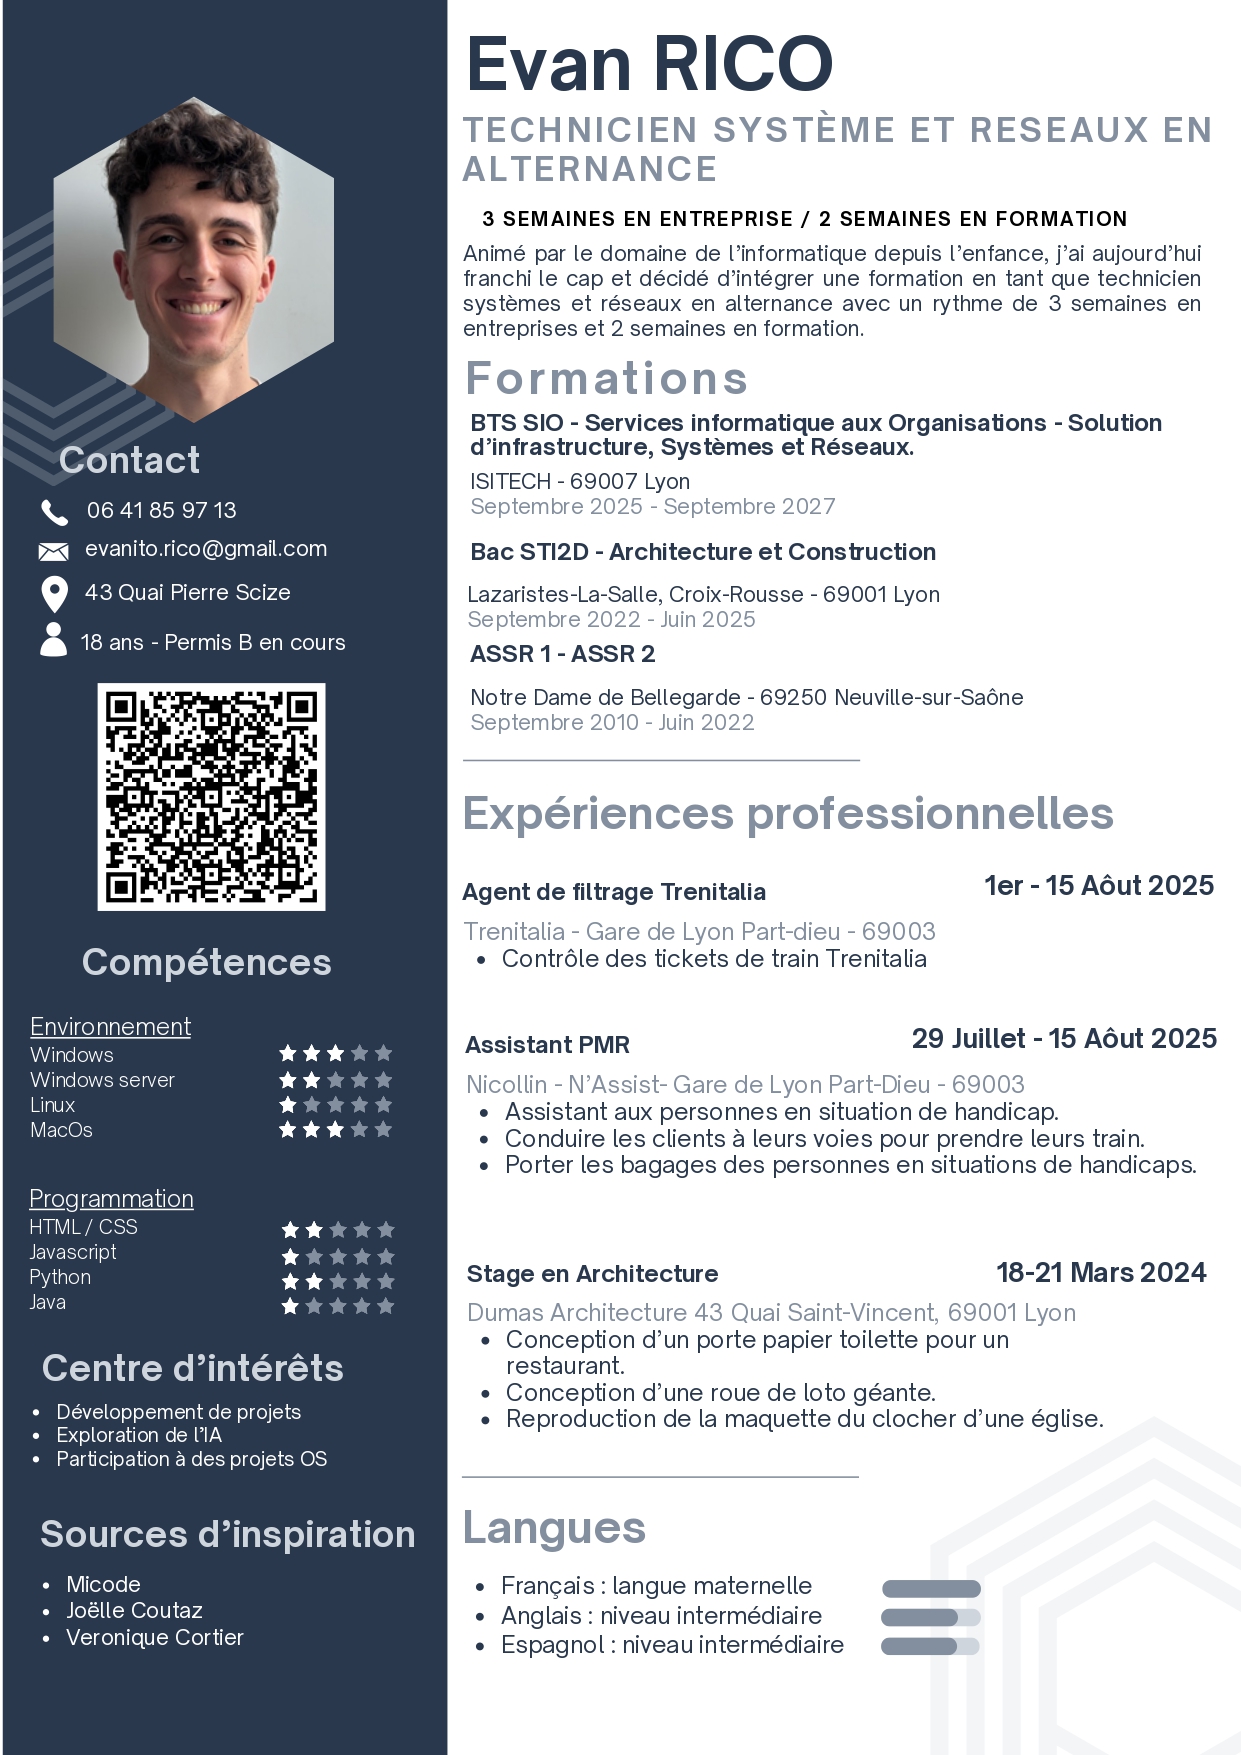 Evan RICO
TECHNICIEN SYSTÈME ET RESEAUX EN
ALTERNANCE
3 SEMAINES EN ENTREPRISE / 2 SEMAINES EN FORMATION
Animé par le domaine de l’informatique depuis l’enfance, j’ai aujourd’hui
franchi le cap et décidé d’intégrer une formation en tant que technicien
systèmes et réseaux en alternance avec un rythme de 3 semaines en
entreprises et 2 semaines en formation.
Formations
BTS SIO - Services informatique aux Organisations - Solution
d’infrastructure, Systèmes et Réseaux.
ISITECH - 69007 Lyon
Septembre 2025 - Septembre 2027
Bac STI2D - Architecture et Construction
Lazaristes-La-Salle, Croix-Rousse - 69001 Lyon
Septembre 2022 - Juin 2025
ASSR 1 - ASSR 2
Notre Dame de Bellegarde - 69250 Neuville-sur-Saône
Septembre 2010 - Juin 2022
Expériences professionnelles
Agent de filtrage Trenitalia
1er - 15 Aôut 2025
Trenitalia - Gare de Lyon Part-dieu - 69003
• Contrôle des tickets de train Trenitalia
Assistant PMR
29 Juillet - 15 Aôut 2025
Nicollin - N’Assist- Gare de Lyon Part-Dieu - 69003
• Assistant aux personnes en situation de handicap.
• Conduire les clients à leurs voies pour prendre leurs train.
• Porter les bagages des personnes en situations de handicaps.
Stage en Architecture
18-21 Mars 2024
Dumas Architecture 43 Quai Saint-Vincent, 69001 Lyon
• Conception d’un porte papier toilette pour un
restaurant.
• Conception d’une roue de loto géante.
• Reproduction de la maquette du clocher d’une église.
Langues
• Français : langue maternelle
• Anglais : niveau intermédiaire
• Espagnol : niveau intermédiaire
Contact
06 41 85 97 13
evanito.rico@gmail.com
43 Quai Pierre Scize
18 ans - Permis B en cours
Compétences
Environnement
Windows
Windows server
Linux
MacOs
Programmation
HTML / CSS
Javascript
Python
Java
Centre d’intérêts
• Développement de projets
• Exploration de l’IA
• Participation à des projets OS
Sources d’inspiration
• Micode
• Joëlle Coutaz
• Veronique Cortier